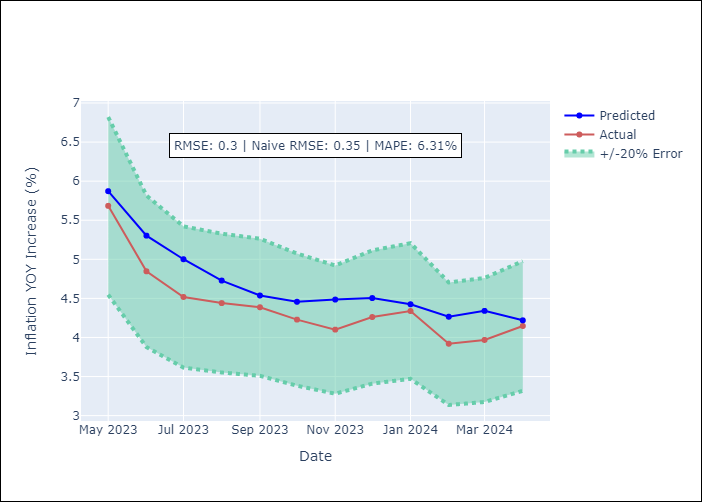 RMSE: 0.3 | Naive RMSE: 0.35 | MAPE: 6.31%
Predicted
Actual
+/-20% Error
Inflation YOY Increase (%)
7
6.5
6
5.5
5
4.5
4
3.5
3
May 2023
Jul 2023
Sep 2023
Nov 2023
Jan 2024
Mar 2024
Date